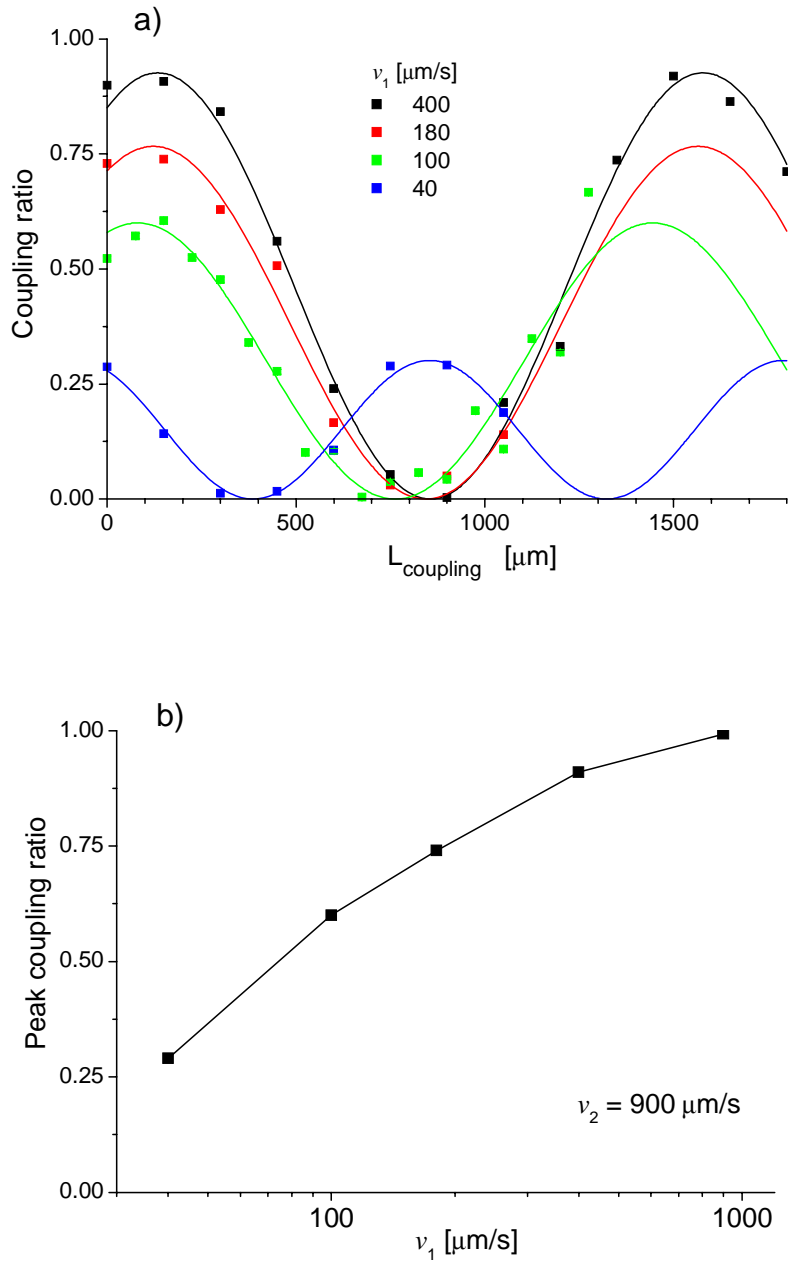 a)
1.00
0.75
0.50
0.25
0.00
Coupling ratio
v₁ [μm/s]
400
180
100
40
0 500 1000 1500
L_coupling [μm]
b)
1.00
0.75
0.50
0.25
0.00
Peak coupling ratio
v₂ = 900 μm/s
100 1000
v₁ [μm/s]